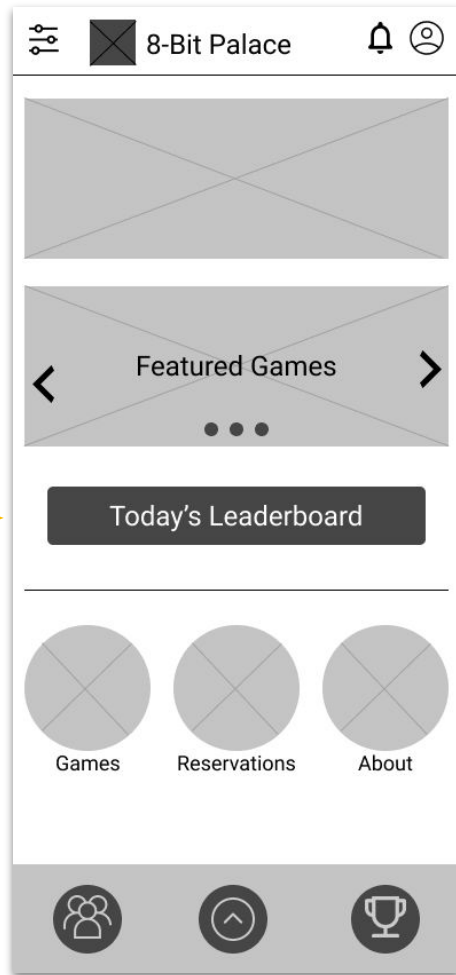 8-Bit Palace
Featured Games
Today's Leaderboard
Games Reservations About